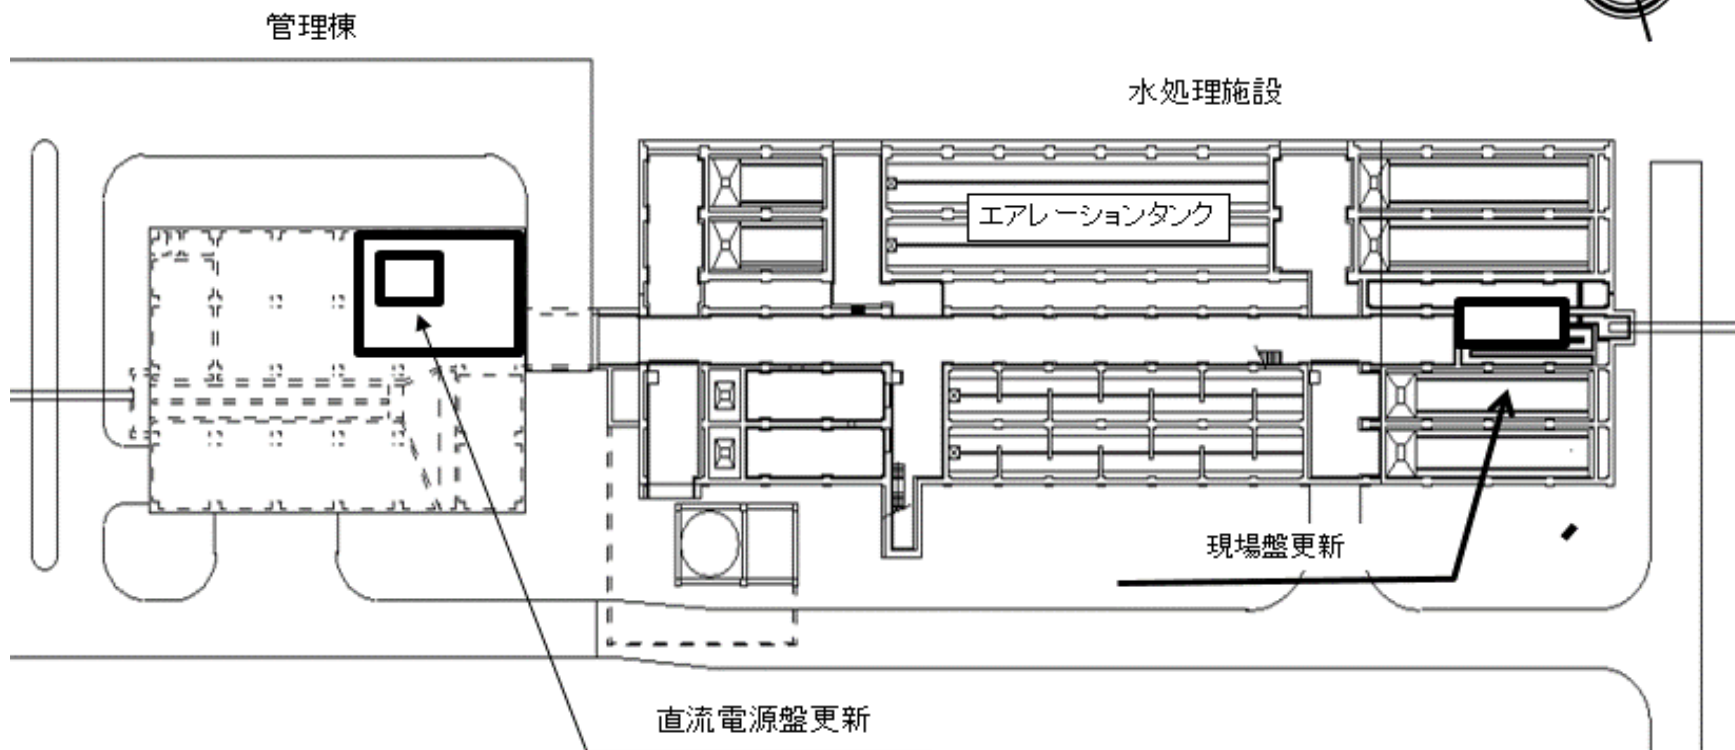 管理棟
水処理施設
エアレーションタンク
現場盤更新
直流電源盤更新